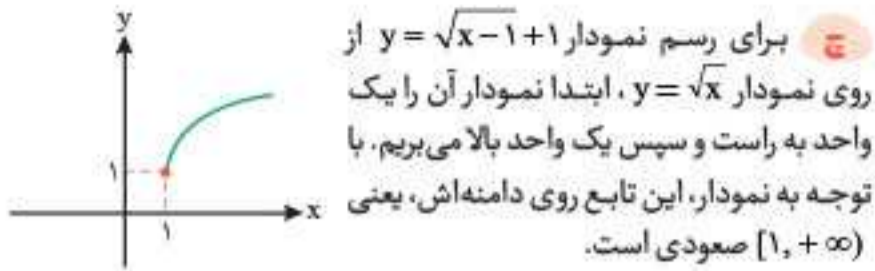 ج برای رسم نمودار y = √x−۱+۱ از
روی نمودار y = √x ، ابتدا نمودار آن را یک
واحد به راست و سپس یک واحد بالا می‌بریم. با
توجه به نمودار، این تابع روی دامنه‌اش، یعنی
[۱, +∞) صعودی است.
y
۱
x
۱